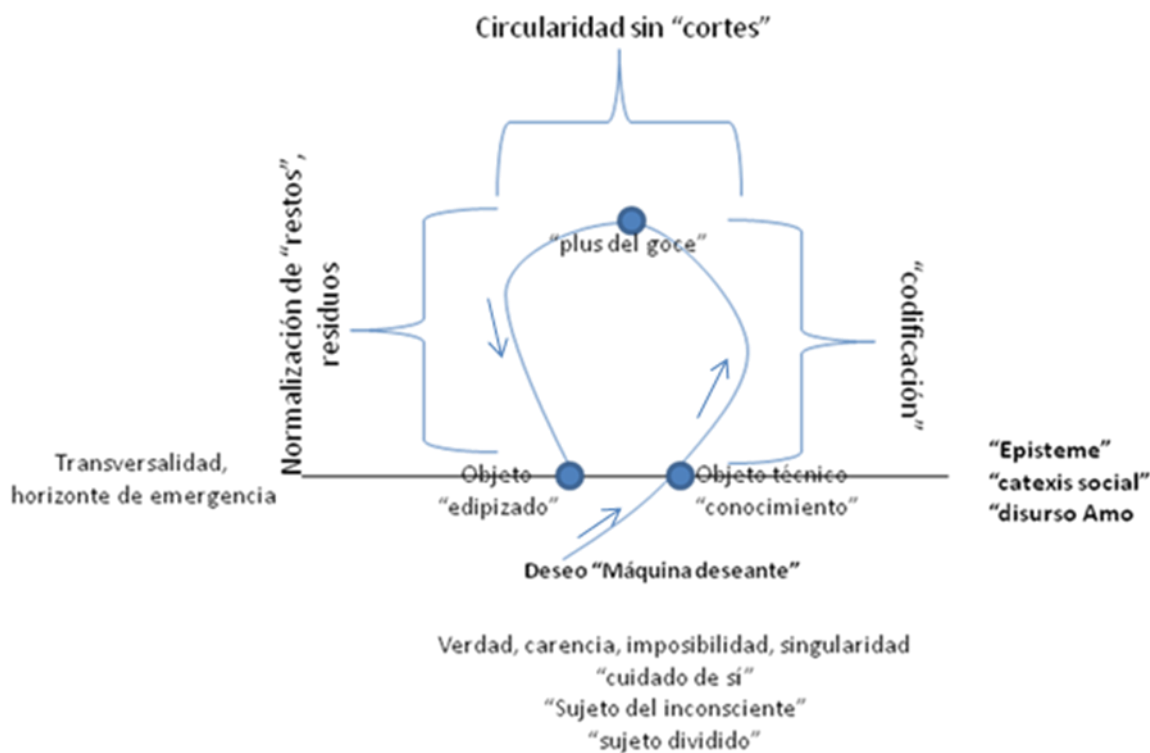 Circularidad sin “cortes”
Normalización de “restos”,
residuos
“plus del goce”
“codificación”
Transversalidad,
horizonte de emergencia
Objeto
“edipizado”
Objeto técnico
“conocimiento”
“Episteme”
“catexis social”
“disurso Amo
Deseo “Máquina deseante”
Verdad, carencia, imposibilidad, singularidad
“cuidado de sí”
“Sujeto del inconsciente”
“sujeto dividido”